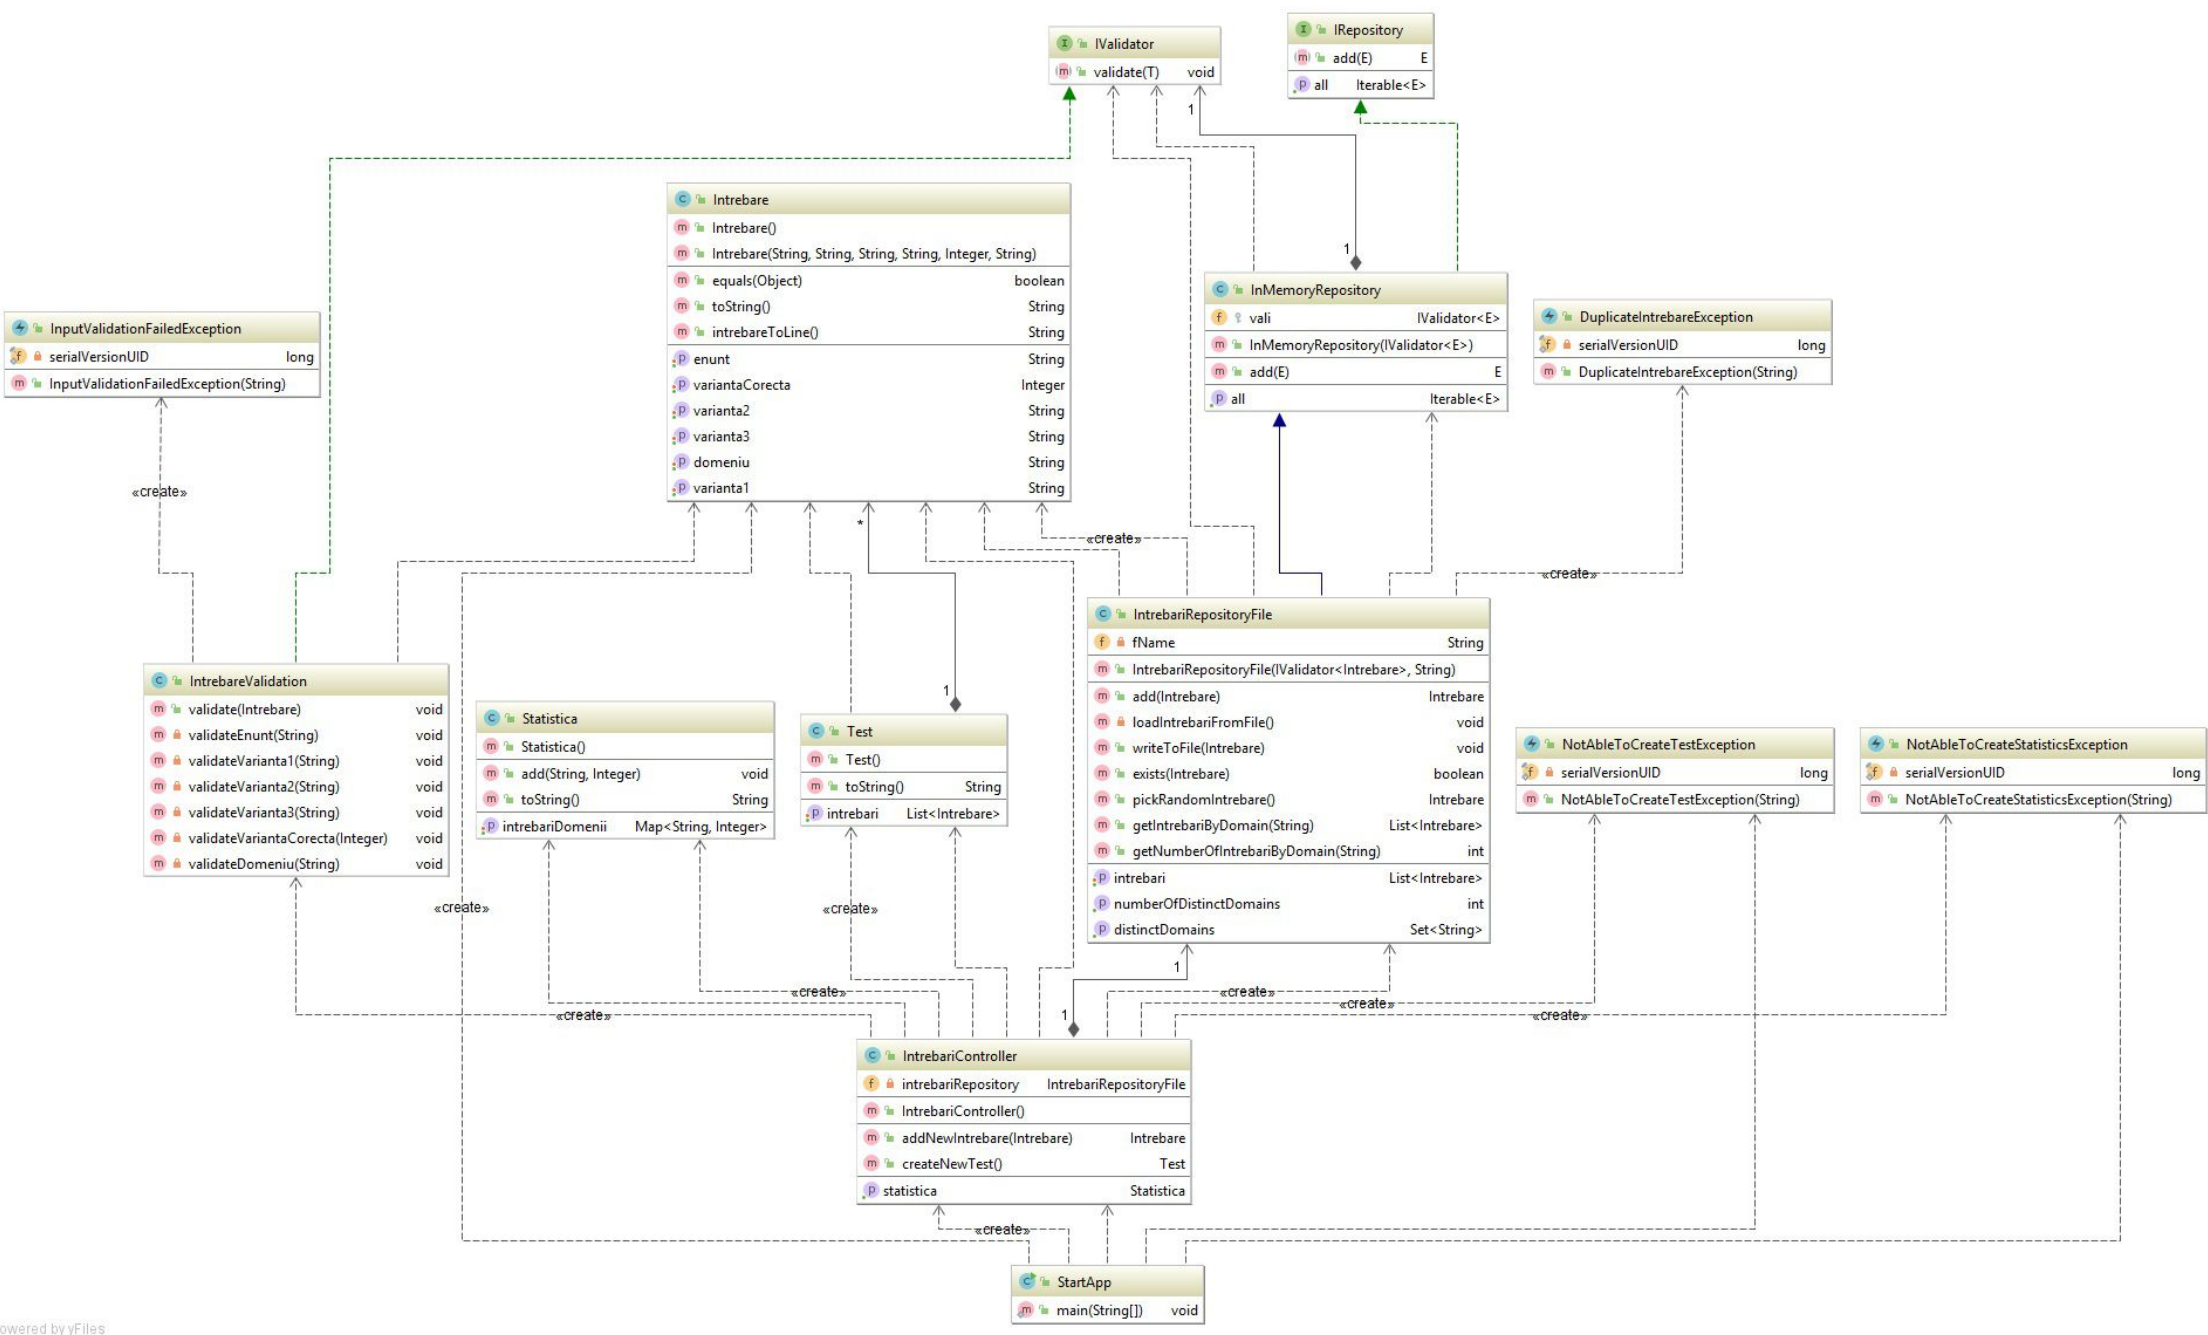 IValidator
validate(T) void
IRepository
add(E) E
all Iterable<E>
1
1
Intrebare
Intrebare()
Intrebare(String, String, String, String, Integer, String)
equals(Object) boolean
toString() String
intrebareToLine() String
enunt String
variantaCorecta Integer
varianta2 String
varianta3 String
domeniu String
varianta1 String
InMemoryRepository
vali IValidator<E>
InMemoryRepository(IValidator<E>)
add(E) E
all Iterable<E>
InputValidationFailedException
serialVersionUID long
InputValidationFailedException(String)
DuplicateIntrebareException
serialVersionUID long
DuplicateIntrebareException(String)
«create»
*
«create»
«create»
IntrebariRepositoryFile
fName String
IntrebariRepositoryFile(IValidator<Intrebare>, String)
add(Intrebare) Intrebare
loadIntrebariFromFile() void
writeToFile(Intrebare) void
exists(Intrebare) boolean
pickRandomIntrebare() Intrebare
getIntrebariByDomain(String) List<Intrebare>
getNumberOfIntrebariByDomain(String) int
intrebari List<Intrebare>
numberOfDistinctDomains int
distinctDomains Set<String>
IntrebareValidation
validate(Intrebare) void
validateEnunt(String) void
validateVarianta1(String) void
validateVarianta2(String) void
validateVarianta3(String) void
validateVariantaCorecta(Integer) void
validateDomeniu(String) void
Statistica
Statistica()
add(String, Integer) void
toString() String
intrebariDomenii Map<String, Integer>
1
Test
Test()
toString() String
intrebari List<Intrebare>
NotAbleToCreateTestException
serialVersionUID long
NotAbleToCreateTestException(String)
NotAbleToCreateStatisticsException
serialVersionUID long
NotAbleToCreateStatisticsException(String)
«create»
«create»
1
«create»
«create»
«create»
«create»
1
«create»
IntrebariController
intrebariRepository IntrebariRepositoryFile
IntrebariController()
addNewIntrebare(Intrebare) Intrebare
createNewTest() Test
statistica Statistica
«create»
StartApp
main(String[]) void
owered by yFiles